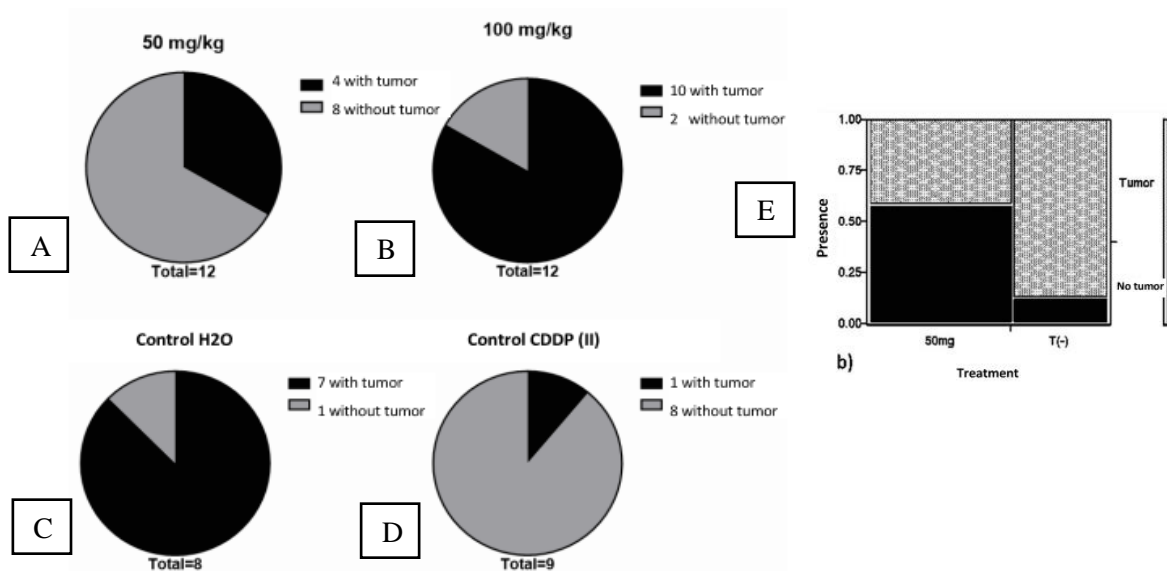 50 mg/kg
4 with tumor
8 without tumor
A
Total=12
100 mg/kg
10 with tumor
2 without tumor
B
Total=12
Control H2O
7 with tumor
1 without tumor
C
Total=8
Control CDDP (II)
1 with tumor
8 without tumor
D
Total=9
E
1.00
0.75
0.50
0.25
0.00
Presence
Tumor
No tumor
50mg
T(-)
b)
Treatment